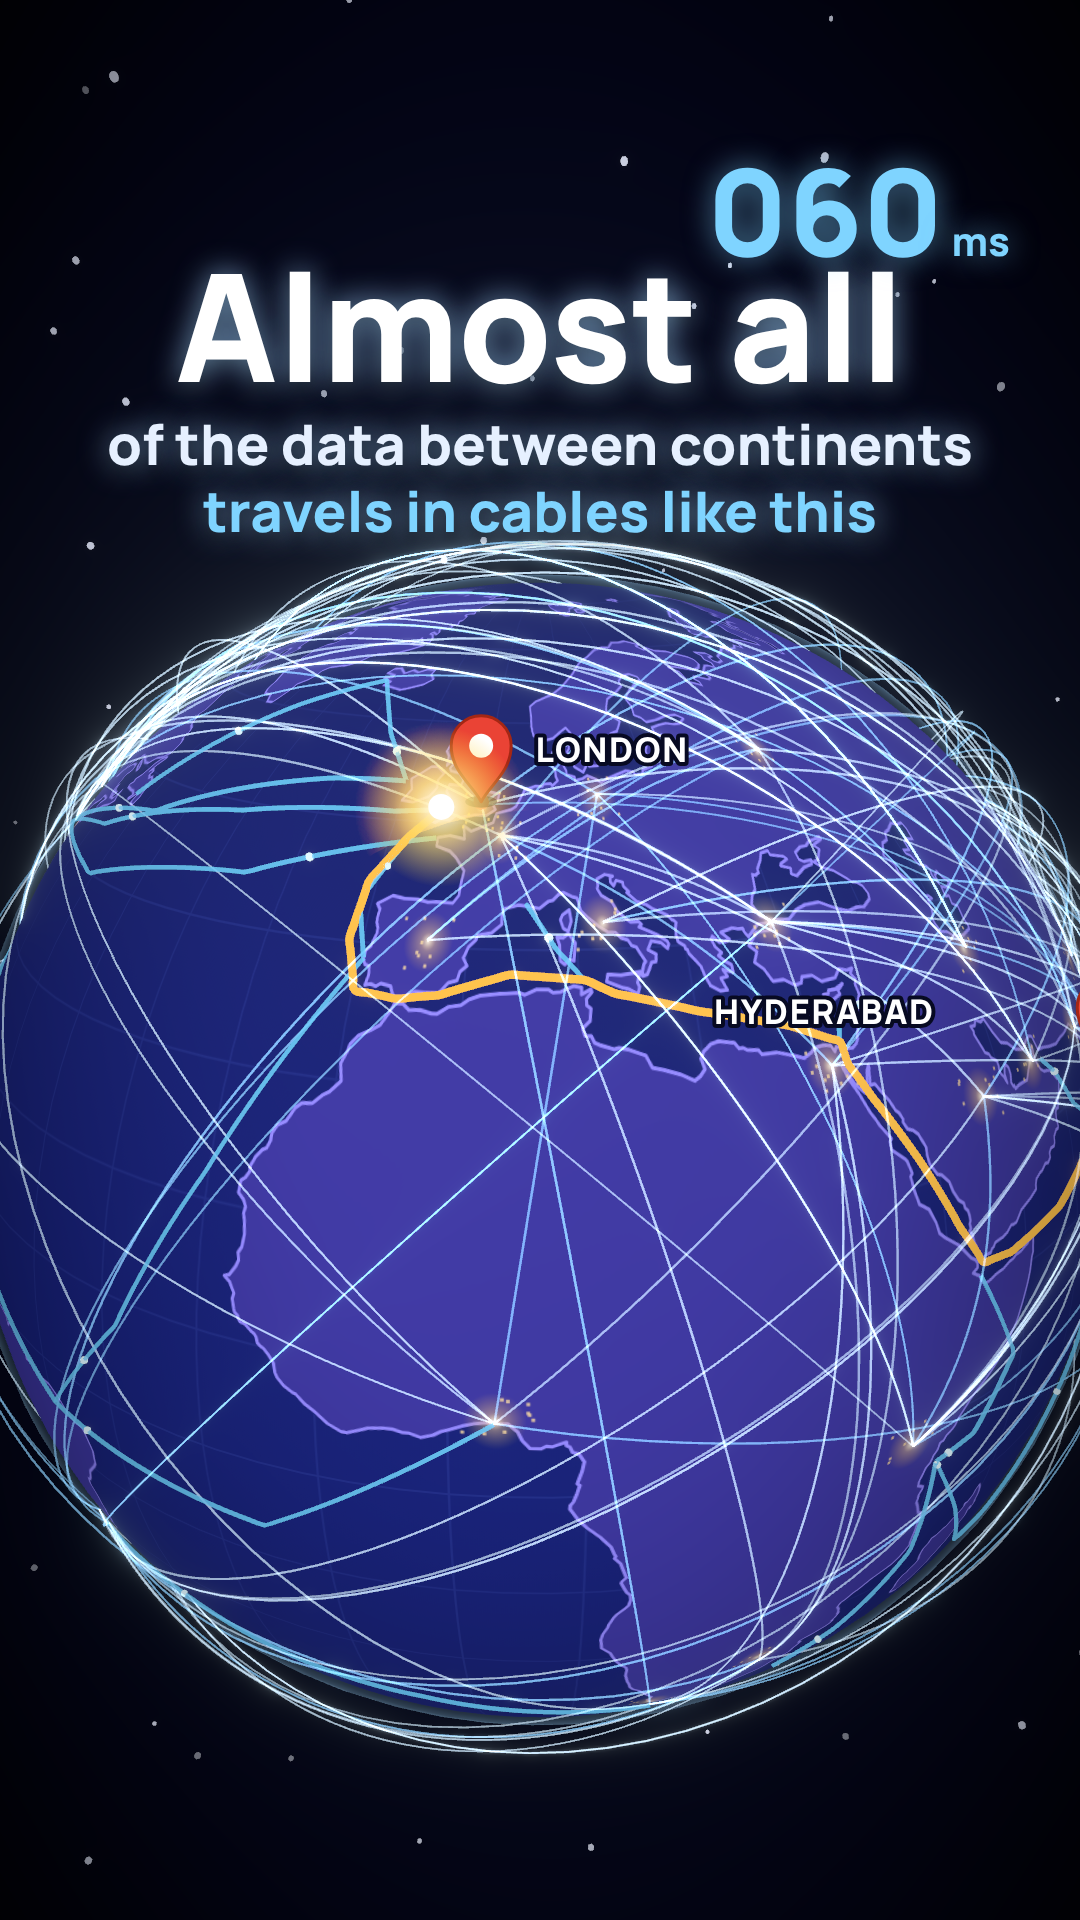 060 ms
Almost all
of the data between continents
travels in cables like this
LONDON
HYDERABAD